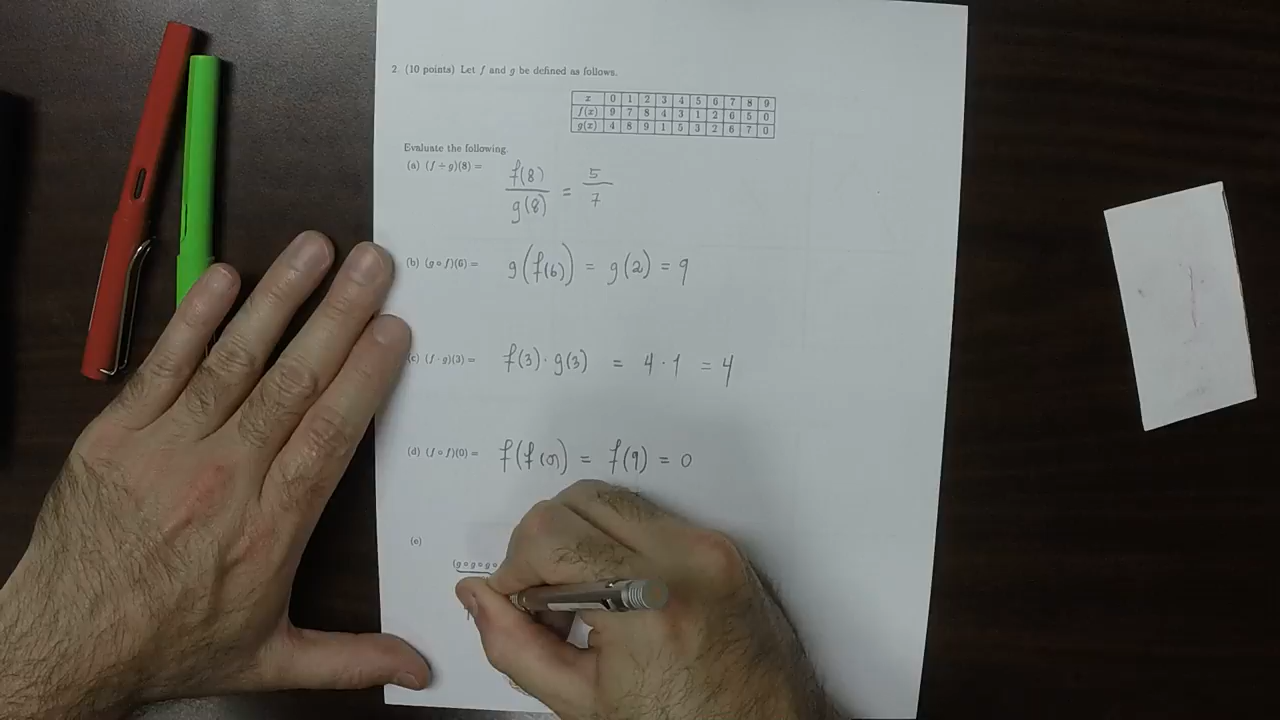 2. (10 points) Let f and g be defined as follows.
x 0 1 2 3 4 5 6 7 8 9
f(x) 9 7 8 4 3 1 2 6 5 0
g(x) 4 8 9 1 5 3 2 6 7 0
Evaluate the following.
(a) (f ÷ g)(8) = f(8)/g(8) = 5/7
(b) (g ∘ f)(6) = g(f(6)) = g(2) = 9
(c) (f · g)(3) = f(3) · g(3) = 4 · 1 = 4
(d) (f ∘ f)(0) = f(f(0)) = f(9) = 0
(e)
(g ∘ g ∘ g ∘